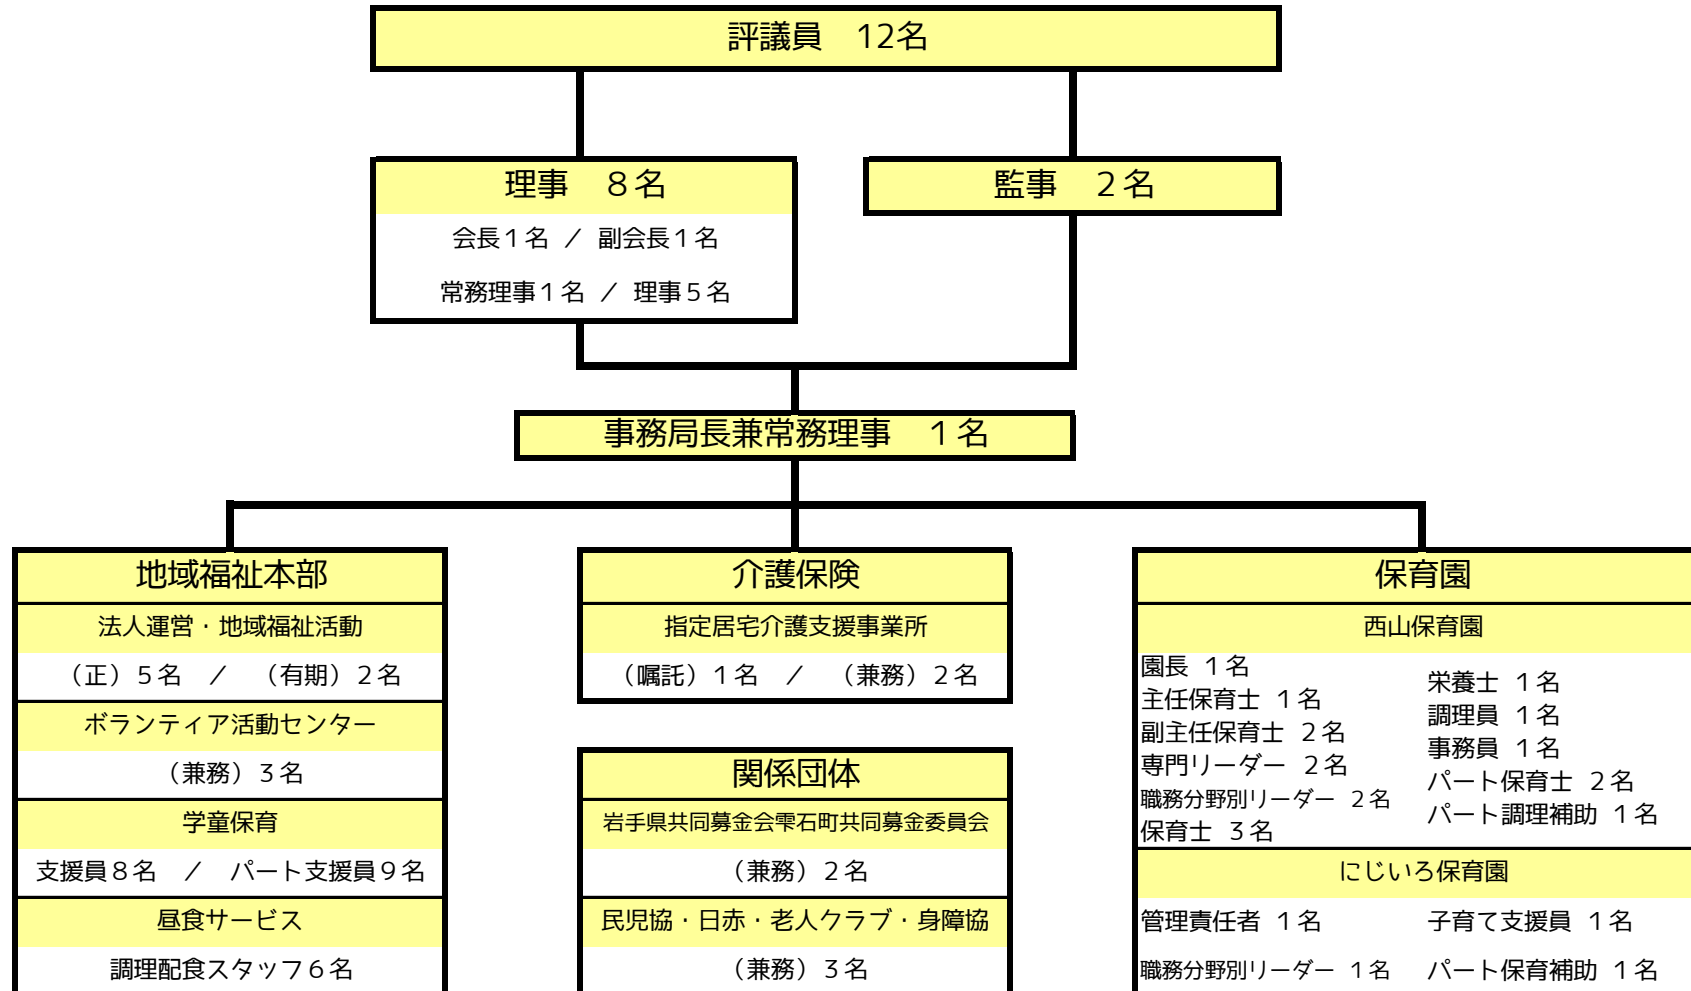 評議員　12名
理事　８名
会長１名 ／ 副会長１名
常務理事１名 ／ 理事５名
監事　２名
事務局長兼常務理事　１名
地域福祉本部
法人運営・地域福祉活動
（正）５名　／　（有期）２名
ボランティア活動センター
（兼務）３名
学童保育
支援員８名　／　パート支援員９名
昼食サービス
調理配食スタッフ６名
介護保険
指定居宅介護支援事業所
（嘱託）１名　／　（兼務）２名
関係団体
岩手県共同募金会雫石町共同募金委員会
（兼務）２名
民児協・日赤・老人クラブ・身障協
（兼務）３名
保育園
西山保育園
園長 １名
主任保育士 １名
副主任保育士 ２名
専門リーダー ２名
職務分野別リーダー ２名
保育士 ３名
栄養士 １名
調理員 １名
事務員 １名
パート保育士 ２名
パート調理補助 １名
にじいろ保育園
管理責任者 １名
職務分野別リーダー １名
子育て支援員 １名
パート保育補助 １名